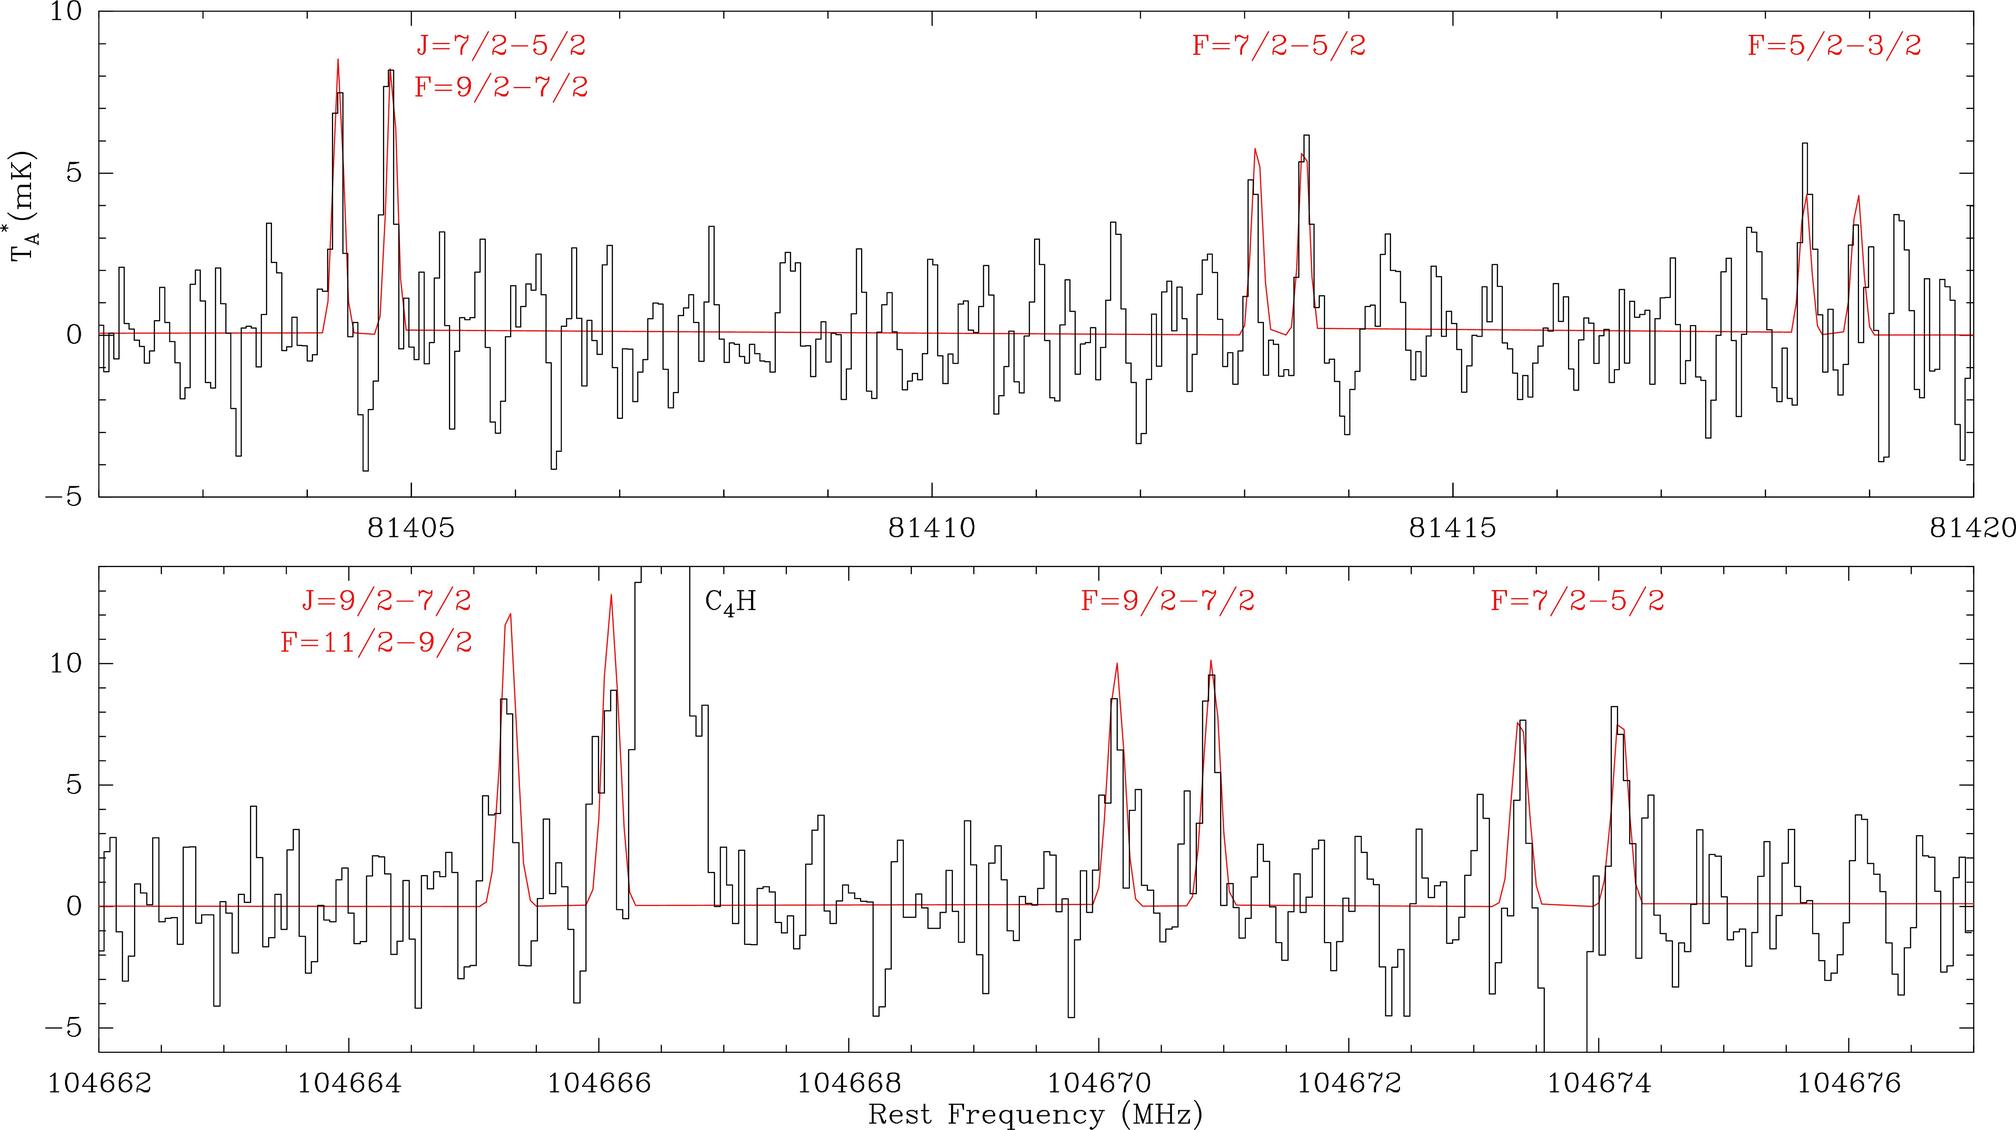 10
J=7/2−5/2
F=7/2−5/2
F=5/2−3/2
F=9/2−7/2
5
T_A^*(mK)
0
−5
81405
81410
81415
81420
J=9/2−7/2
C₄H
F=9/2−7/2
F=7/2−5/2
F=11/2−9/2
10
5
0
−5
104662
104664
104666
104668
104670
104672
104674
104676
Rest Frequency (MHz)